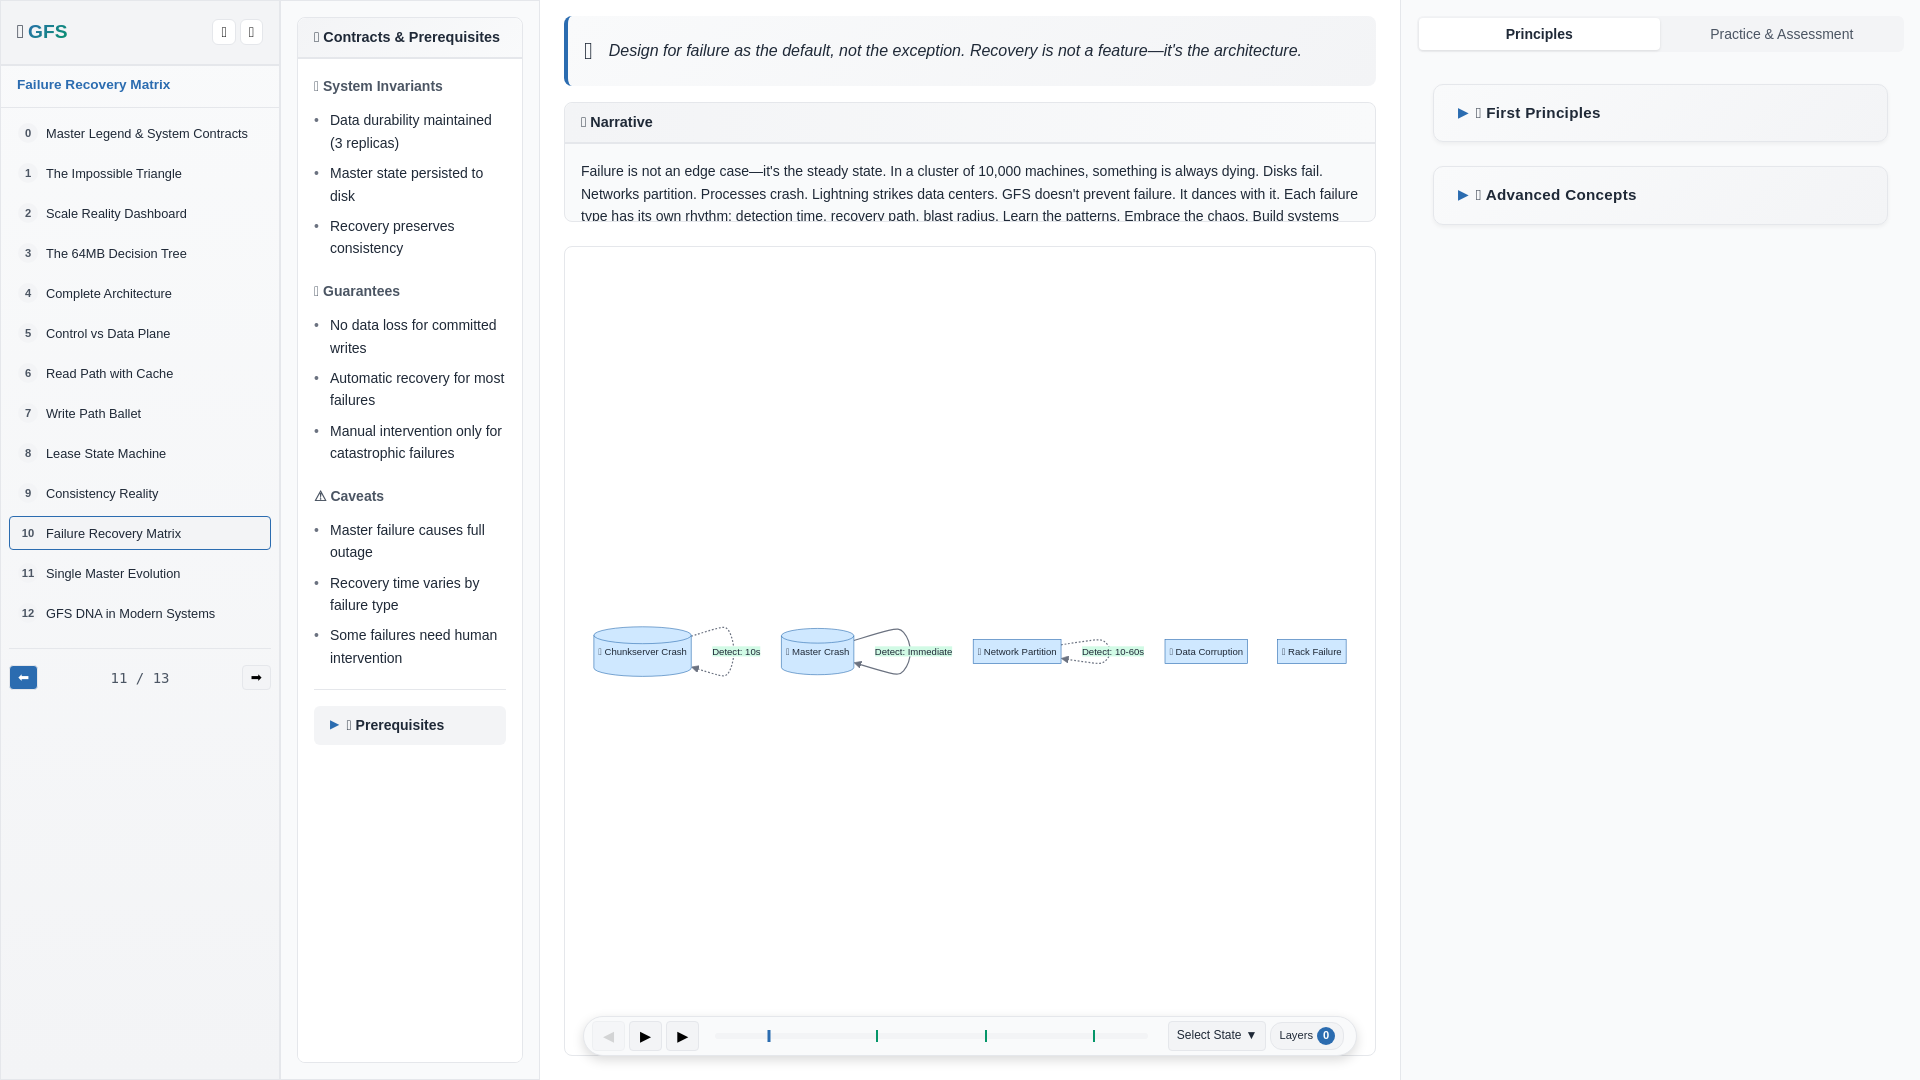 GFS
Failure Recovery Matrix
0 Master Legend & System Contracts
1 The Impossible Triangle
2 Scale Reality Dashboard
3 The 64MB Decision Tree
4 Complete Architecture
5 Control vs Data Plane
6 Read Path with Cache
7 Write Path Ballet
8 Lease State Machine
9 Consistency Reality
10 Failure Recovery Matrix
11 Single Master Evolution
12 GFS DNA in Modern Systems
11 / 13
Contracts & Prerequisites
System Invariants
• Data durability maintained
(3 replicas)
• Master state persisted to
disk
• Recovery preserves
consistency
Guarantees
• No data loss for committed
writes
• Automatic recovery for most
failures
• Manual intervention only for
catastrophic failures
⚠ Caveats
• Master failure causes full
outage
• Recovery time varies by
failure type
• Some failures need human
intervention
▶ Prerequisites
Design for failure as the default, not the exception. Recovery is not a feature—it's the architecture.
Narrative
Failure is not an edge case—it's the steady state. In a cluster of 10,000 machines, something is always dying. Disks fail.
Networks partition. Processes crash. Lightning strikes data centers. GFS doesn't prevent failure. It dances with it. Each failure
type has its own rhythm: detection time, recovery path, blast radius. Learn the patterns. Embrace the chaos. Build systems
Chunkserver Crash
Detect: 10s
Master Crash
Detect: Immediate
Network Partition
Detect: 10-60s
Data Corruption
Rack Failure
Select State ▼
Layers 0
Principles
Practice & Assessment
▶ First Principles
▶ Advanced Concepts